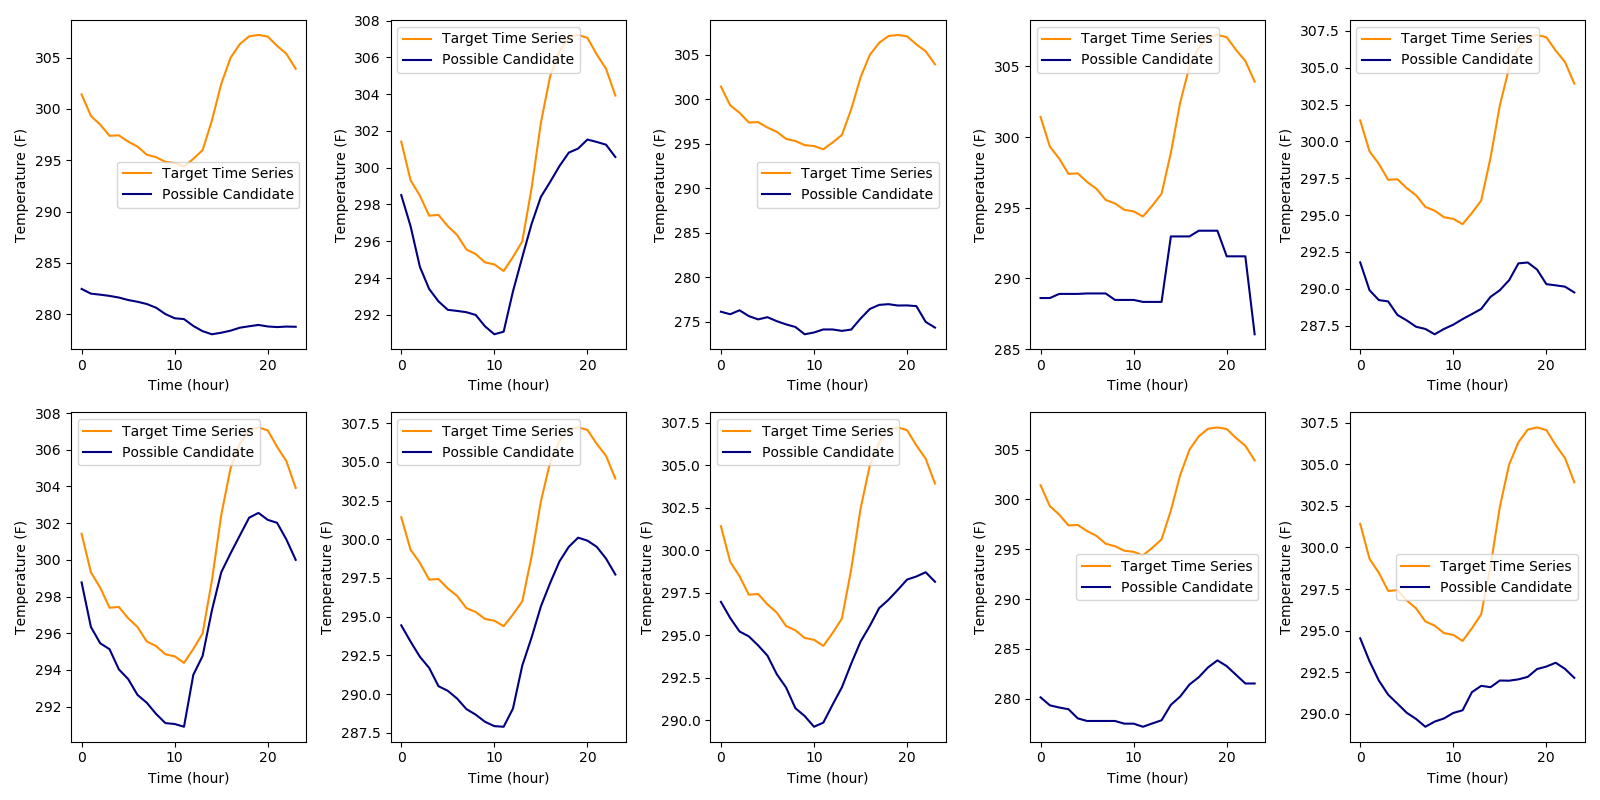 305
300
295
290
285
280
Temperature (F)
Target Time Series
Possible Candidate
0
10
20
Time (hour)
308
306
304
302
300
298
296
294
292
Temperature (F)
Target Time Series
Possible Candidate
0
10
20
Time (hour)
305
300
295
290
285
280
275
Temperature (F)
Target Time Series
Possible Candidate
0
10
20
Time (hour)
305
300
295
290
285
Temperature (F)
Target Time Series
Possible Candidate
0
10
20
Time (hour)
307.5
305.0
302.5
300.0
297.5
295.0
292.5
290.0
287.5
Temperature (F)
Target Time Series
Possible Candidate
0
10
20
Time (hour)
308
306
304
302
300
298
296
294
292
Temperature (F)
Target Time Series
Possible Candidate
0
10
20
Time (hour)
307.5
305.0
302.5
300.0
297.5
295.0
292.5
290.0
287.5
Temperature (F)
Target Time Series
Possible Candidate
0
10
20
Time (hour)
307.5
305.0
302.5
300.0
297.5
295.0
292.5
290.0
Temperature (F)
Target Time Series
Possible Candidate
0
10
20
Time (hour)
305
300
295
290
285
280
Temperature (F)
Target Time Series
Possible Candidate
0
10
20
Time (hour)
307.5
305.0
302.5
300.0
297.5
295.0
292.5
290.0
Temperature (F)
Target Time Series
Possible Candidate
0
10
20
Time (hour)